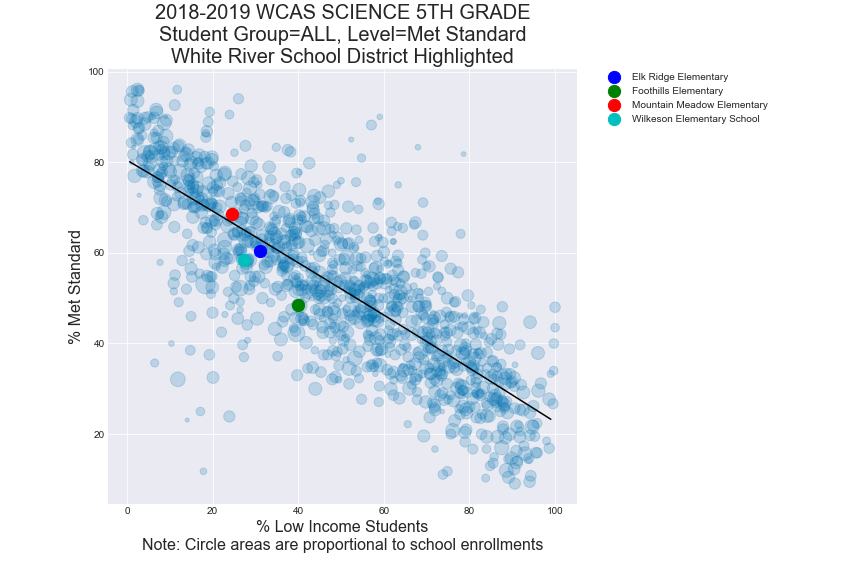 2018-2019 WCAS SCIENCE 5TH GRADE
Student Group=ALL, Level=Met Standard
White River School District Highlighted
Elk Ridge Elementary
Foothills Elementary
Mountain Meadow Elementary
Wilkeson Elementary School
% Met Standard
100
80
60
40
20
0 20 40 60 80 100
% Low Income Students
Note: Circle areas are proportional to school enrollments